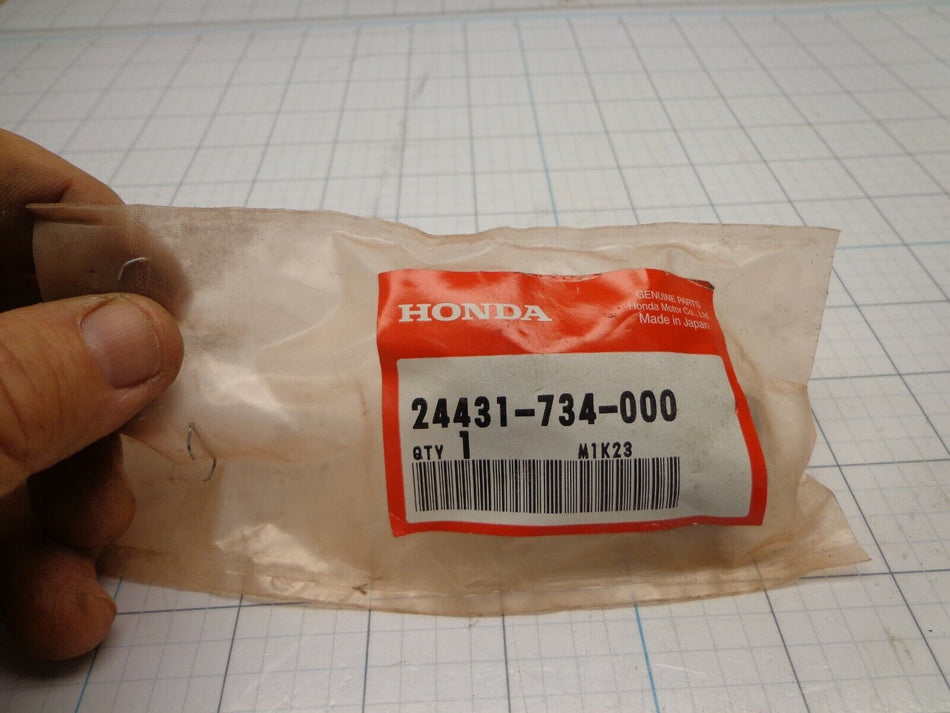 HONDA
GENUINE PARTS
Honda Motor Co., Ltd.
Made in Japan
24431-734-000
QTY 1 M1K23